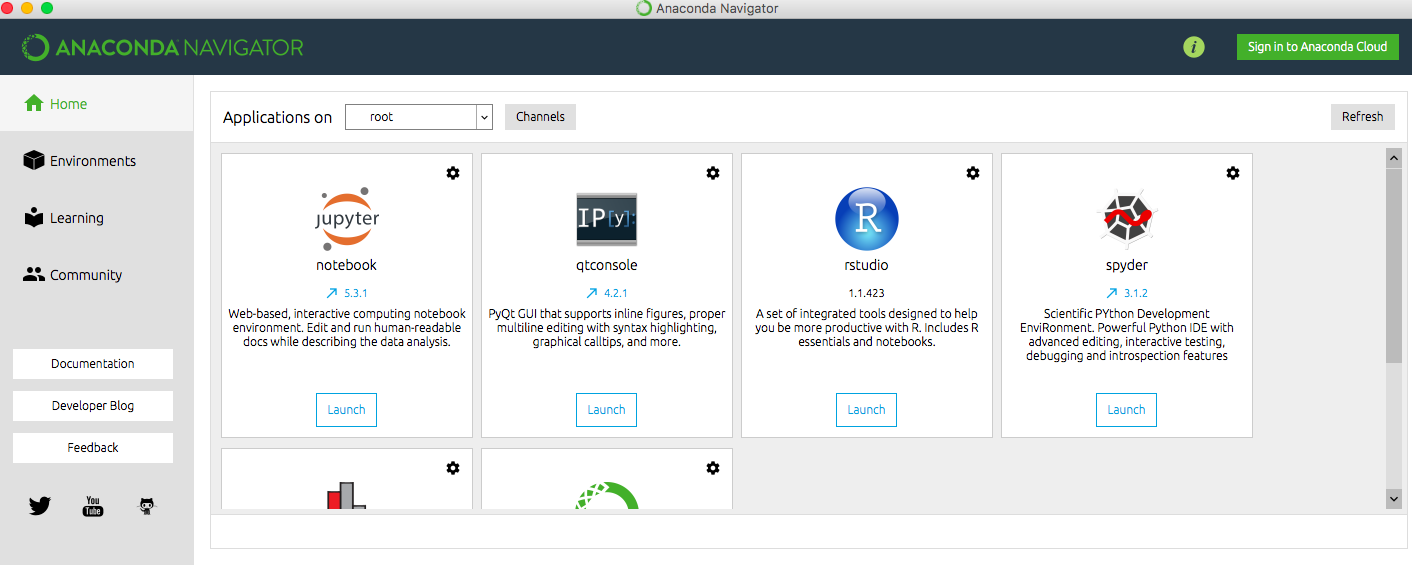 Anaconda Navigator
ANACONDA NAVIGATOR
i
Sign in to Anaconda Cloud
Home
Environments
Learning
Community
Documentation
Developer Blog
Feedback
You
Tube
Applications on
root
Channels
Refresh
jupyter
notebook
5.3.1
Web-based, interactive computing notebook
environment. Edit and run human-readable
docs while describing the data analysis.
Launch
IP[y]:
qtconsole
4.2.1
PyQt GUI that supports inline figures, proper
multiline editing with syntax highlighting,
graphical calltips, and more.
Launch
R
rstudio
1.1.423
A set of integrated tools designed to help
you be more productive with R. Includes R
essentials and notebooks.
Launch
spyder
3.1.2
Scientific PYthon Development
EnviRonment. Powerful Python IDE with
advanced editing, interactive testing,
debugging and introspection features
Launch